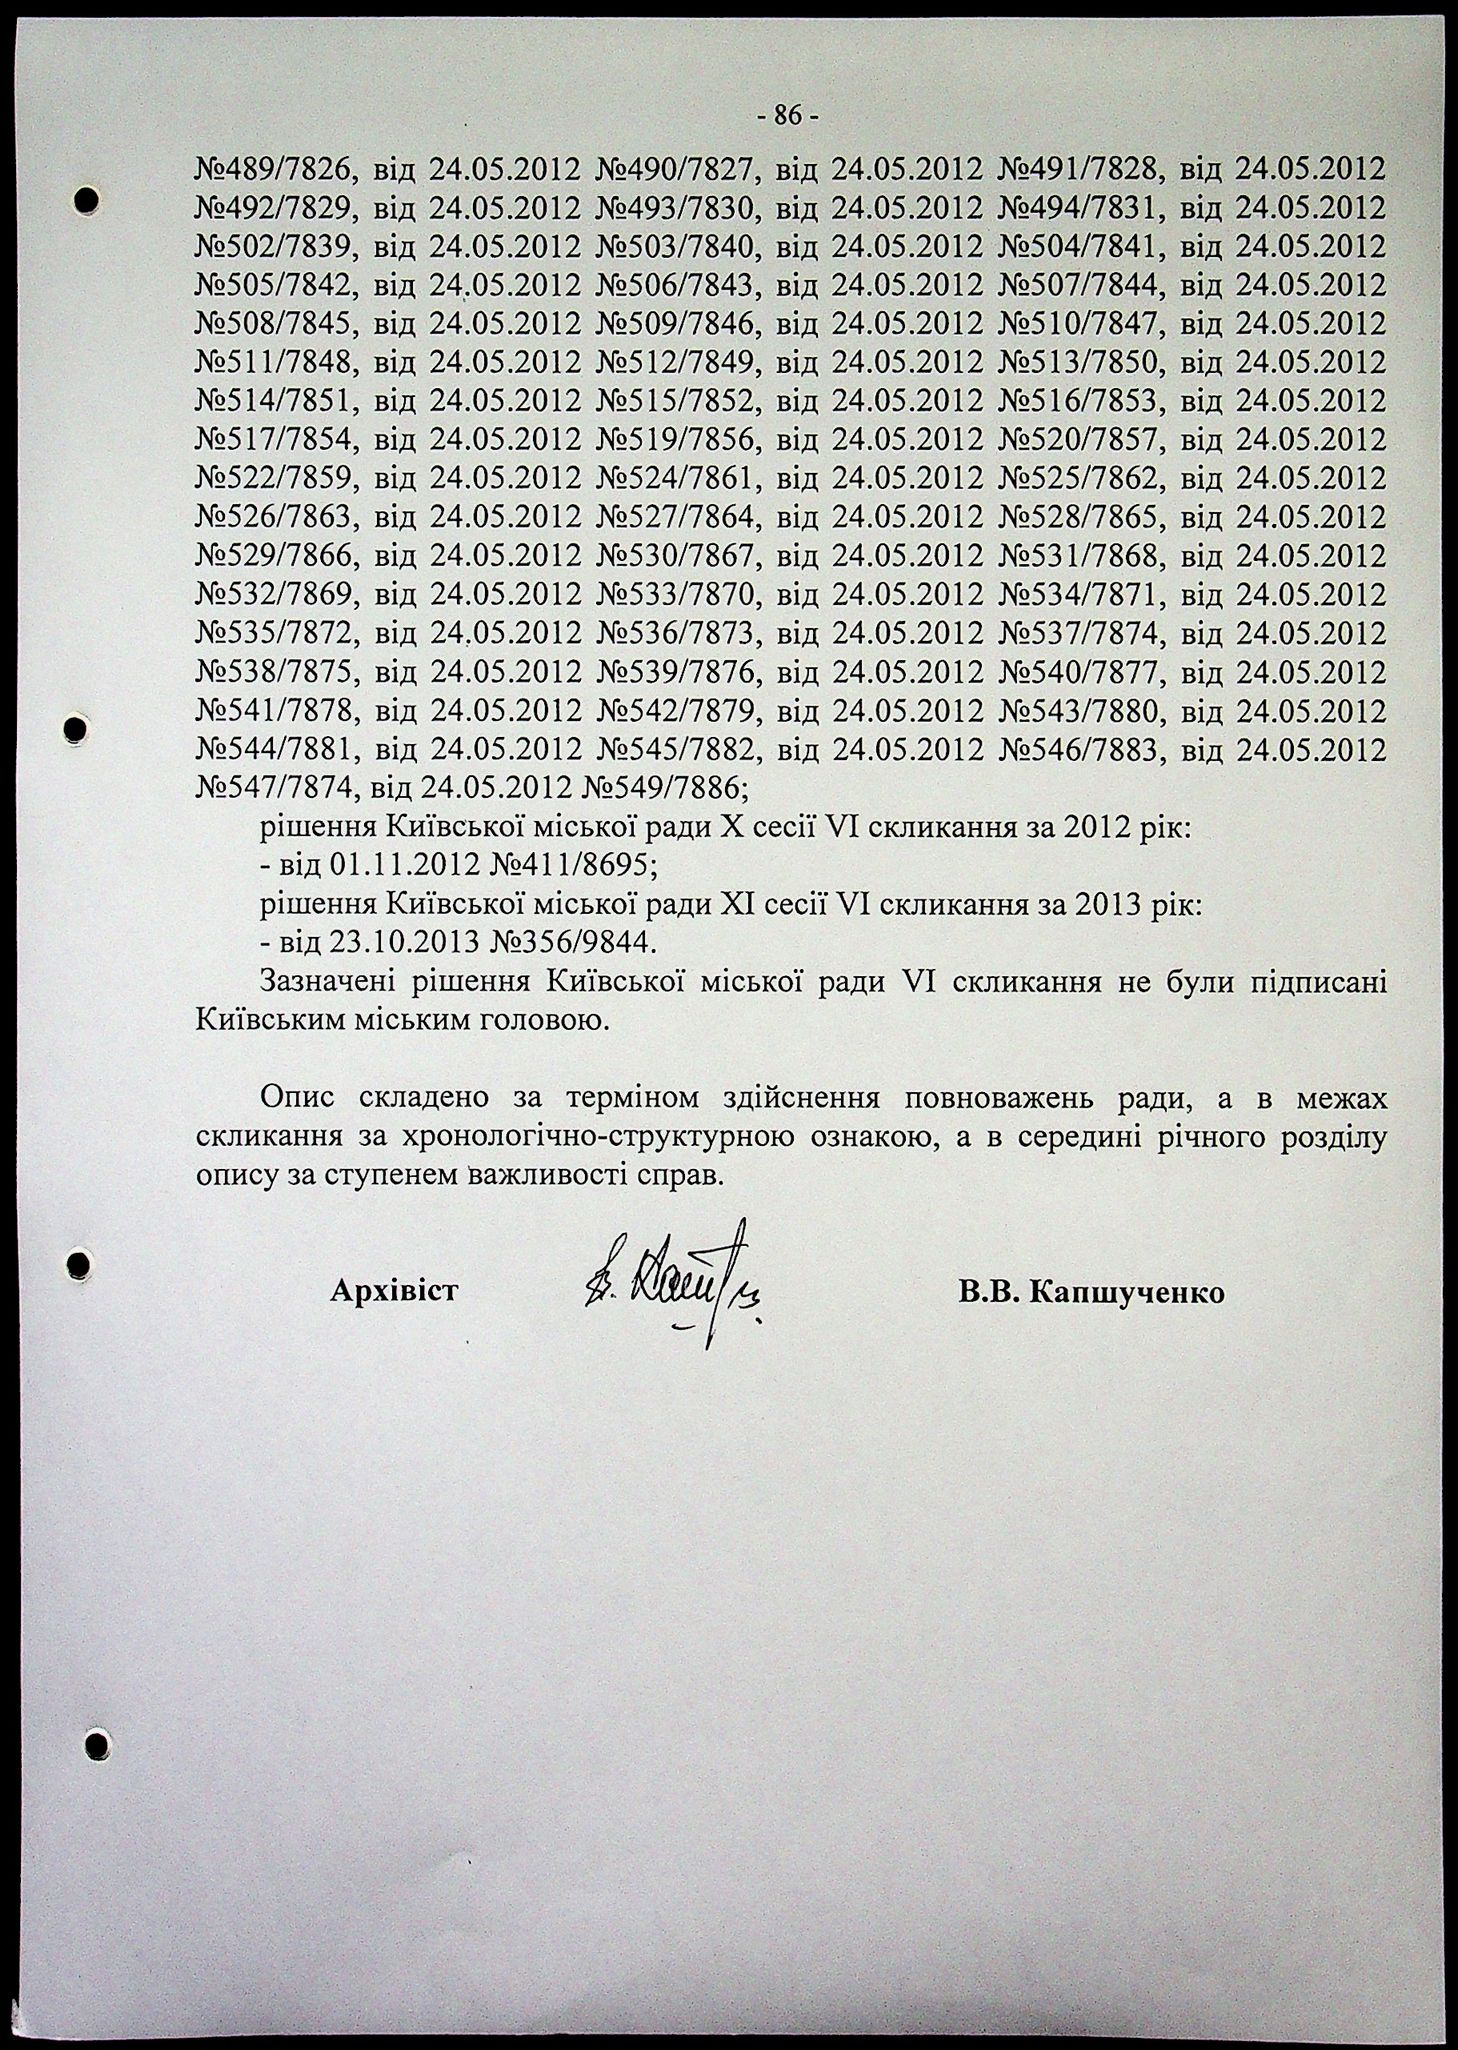 - 86 -
№489/7826, від 24.05.2012 №490/7827, від 24.05.2012 №491/7828, від 24.05.2012
№492/7829, від 24.05.2012 №493/7830, від 24.05.2012 №494/7831, від 24.05.2012
№502/7839, від 24.05.2012 №503/7840, від 24.05.2012 №504/7841, від 24.05.2012
№505/7842, від 24.05.2012 №506/7843, від 24.05.2012 №507/7844, від 24.05.2012
№508/7845, від 24.05.2012 №509/7846, від 24.05.2012 №510/7847, від 24.05.2012
№511/7848, від 24.05.2012 №512/7849, від 24.05.2012 №513/7850, від 24.05.2012
№514/7851, від 24.05.2012 №515/7852, від 24.05.2012 №516/7853, від 24.05.2012
№517/7854, від 24.05.2012 №519/7856, від 24.05.2012 №520/7857, від 24.05.2012
№522/7859, від 24.05.2012 №524/7861, від 24.05.2012 №525/7862, від 24.05.2012
№526/7863, від 24.05.2012 №527/7864, від 24.05.2012 №528/7865, від 24.05.2012
№529/7866, від 24.05.2012 №530/7867, від 24.05.2012 №531/7868, від 24.05.2012
№532/7869, від 24.05.2012 №533/7870, від 24.05.2012 №534/7871, від 24.05.2012
№535/7872, від 24.05.2012 №536/7873, від 24.05.2012 №537/7874, від 24.05.2012
№538/7875, від 24.05.2012 №539/7876, від 24.05.2012 №540/7877, від 24.05.2012
№541/7878, від 24.05.2012 №542/7879, від 24.05.2012 №543/7880, від 24.05.2012
№544/7881, від 24.05.2012 №545/7882, від 24.05.2012 №546/7883, від 24.05.2012
№547/7874, від 24.05.2012 №549/7886;
рішення Київської міської ради X сесії VI скликання за 2012 рік:
- від 01.11.2012 №411/8695;
рішення Київської міської ради XI сесії VI скликання за 2013 рік:
- від 23.10.2013 №356/9844.
Зазначені рішення Київської міської ради VI скликання не були підписані
Київським міським головою.
Опис складено за терміном здійснення повноважень ради, а в межах
скликання за хронологічно-структурною ознакою, а в середині річного розділу
опису за ступенем важливості справ.
Архівіст В.В. Капшученко